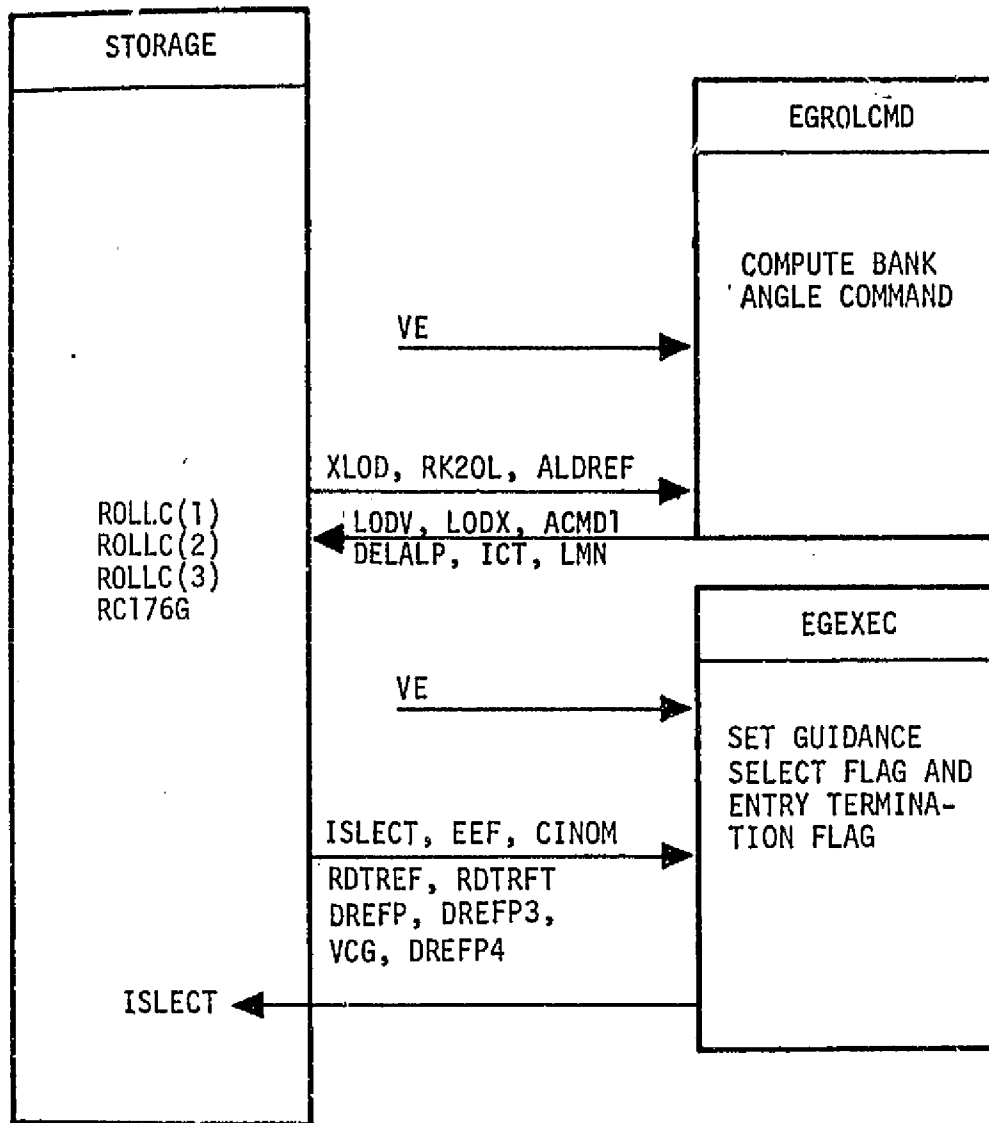 STORAGE
EGROLCMD
COMPUTE BANK
ANGLE COMMAND
VE
XLOD, RK2OL, ALDREF
LODV, LODX, ACMD1
DELALP, ICT, LMN
ROLLC(1)
ROLLC(2)
ROLLC(3)
RC176G
EGEXEC
VE
SET GUIDANCE
SELECT FLAG AND
ENTRY TERMINA-
TION FLAG
ISLECT, EEF, CINOM
RDTREF, RDTRFT
DREFP, DREFP3,
VCG, DREFP4
ISLECT